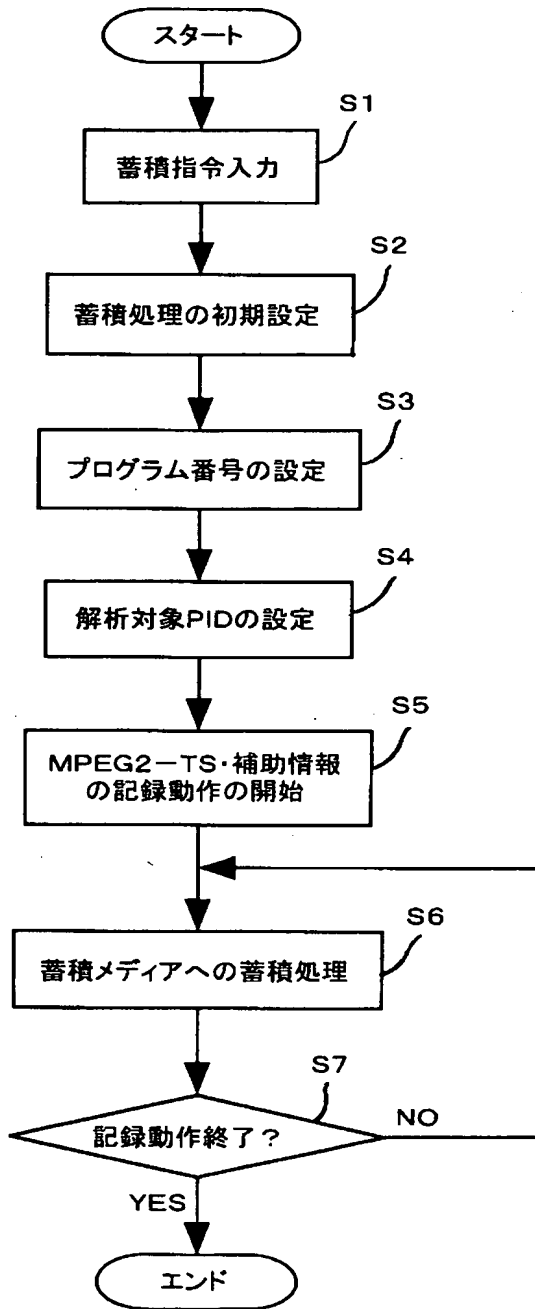 スタート
S1
蓄積指令入力
S2
蓄積処理の初期設定
S3
プログラム番号の設定
S4
解析対象PIDの設定
S5
MPEG2-TS・補助情報
の記録動作の開始
S6
蓄積メディアへの蓄積処理
S7
記録動作終了?
NO
YES
エンド